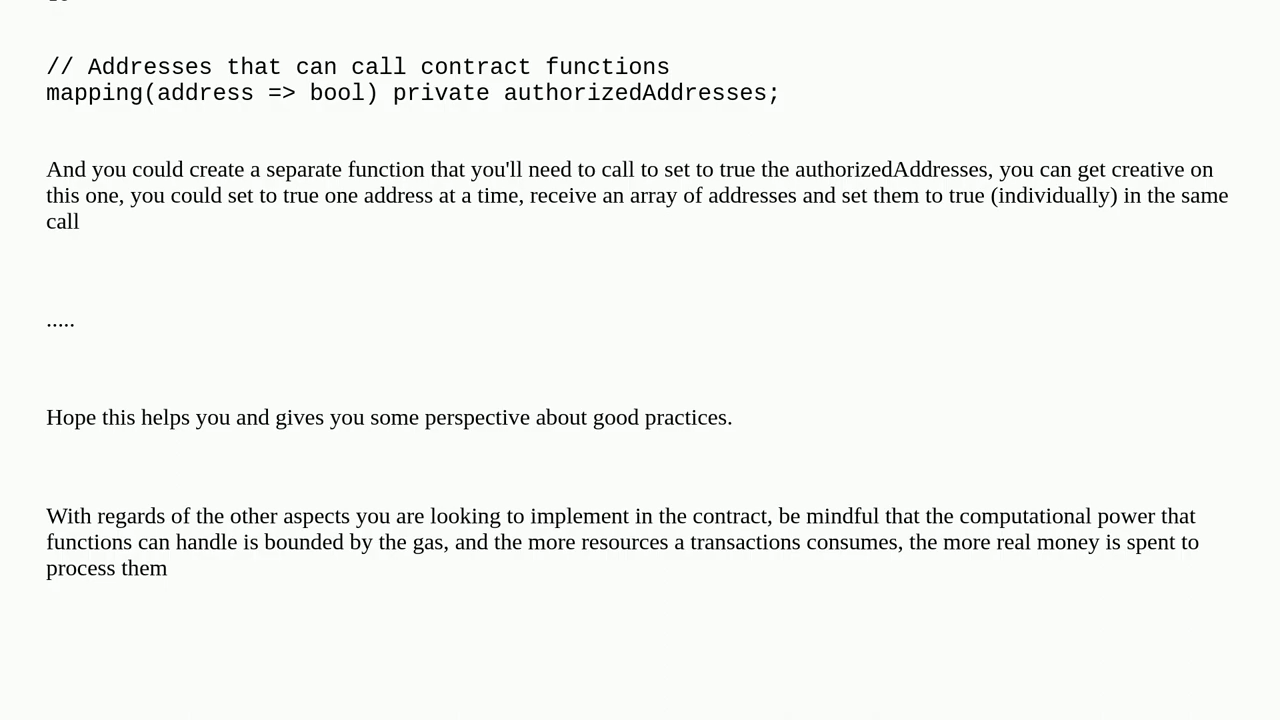 // Addresses that can call contract functions
mapping(address => bool) private authorizedAddresses;
And you could create a separate function that you'll need to call to set to true the authorizedAddresses, you can get creative on
this one, you could set to true one address at a time, receive an array of addresses and set them to true (individually) in the same
call
.....
Hope this helps you and gives you some perspective about good practices.
With regards of the other aspects you are looking to implement in the contract, be mindful that the computational power that
functions can handle is bounded by the gas, and the more resources a transactions consumes, the more real money is spent to
process them